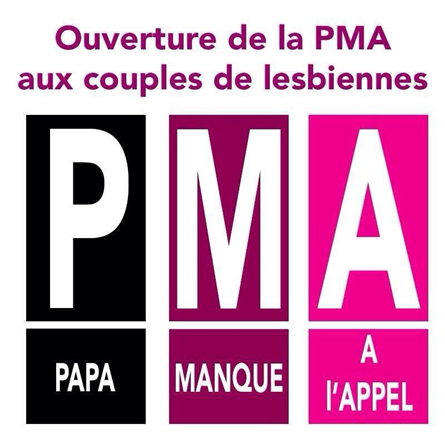 Ouverture de la PMA
aux couples de lesbiennes
P M A
PAPA MANQUE A
l'APPEL